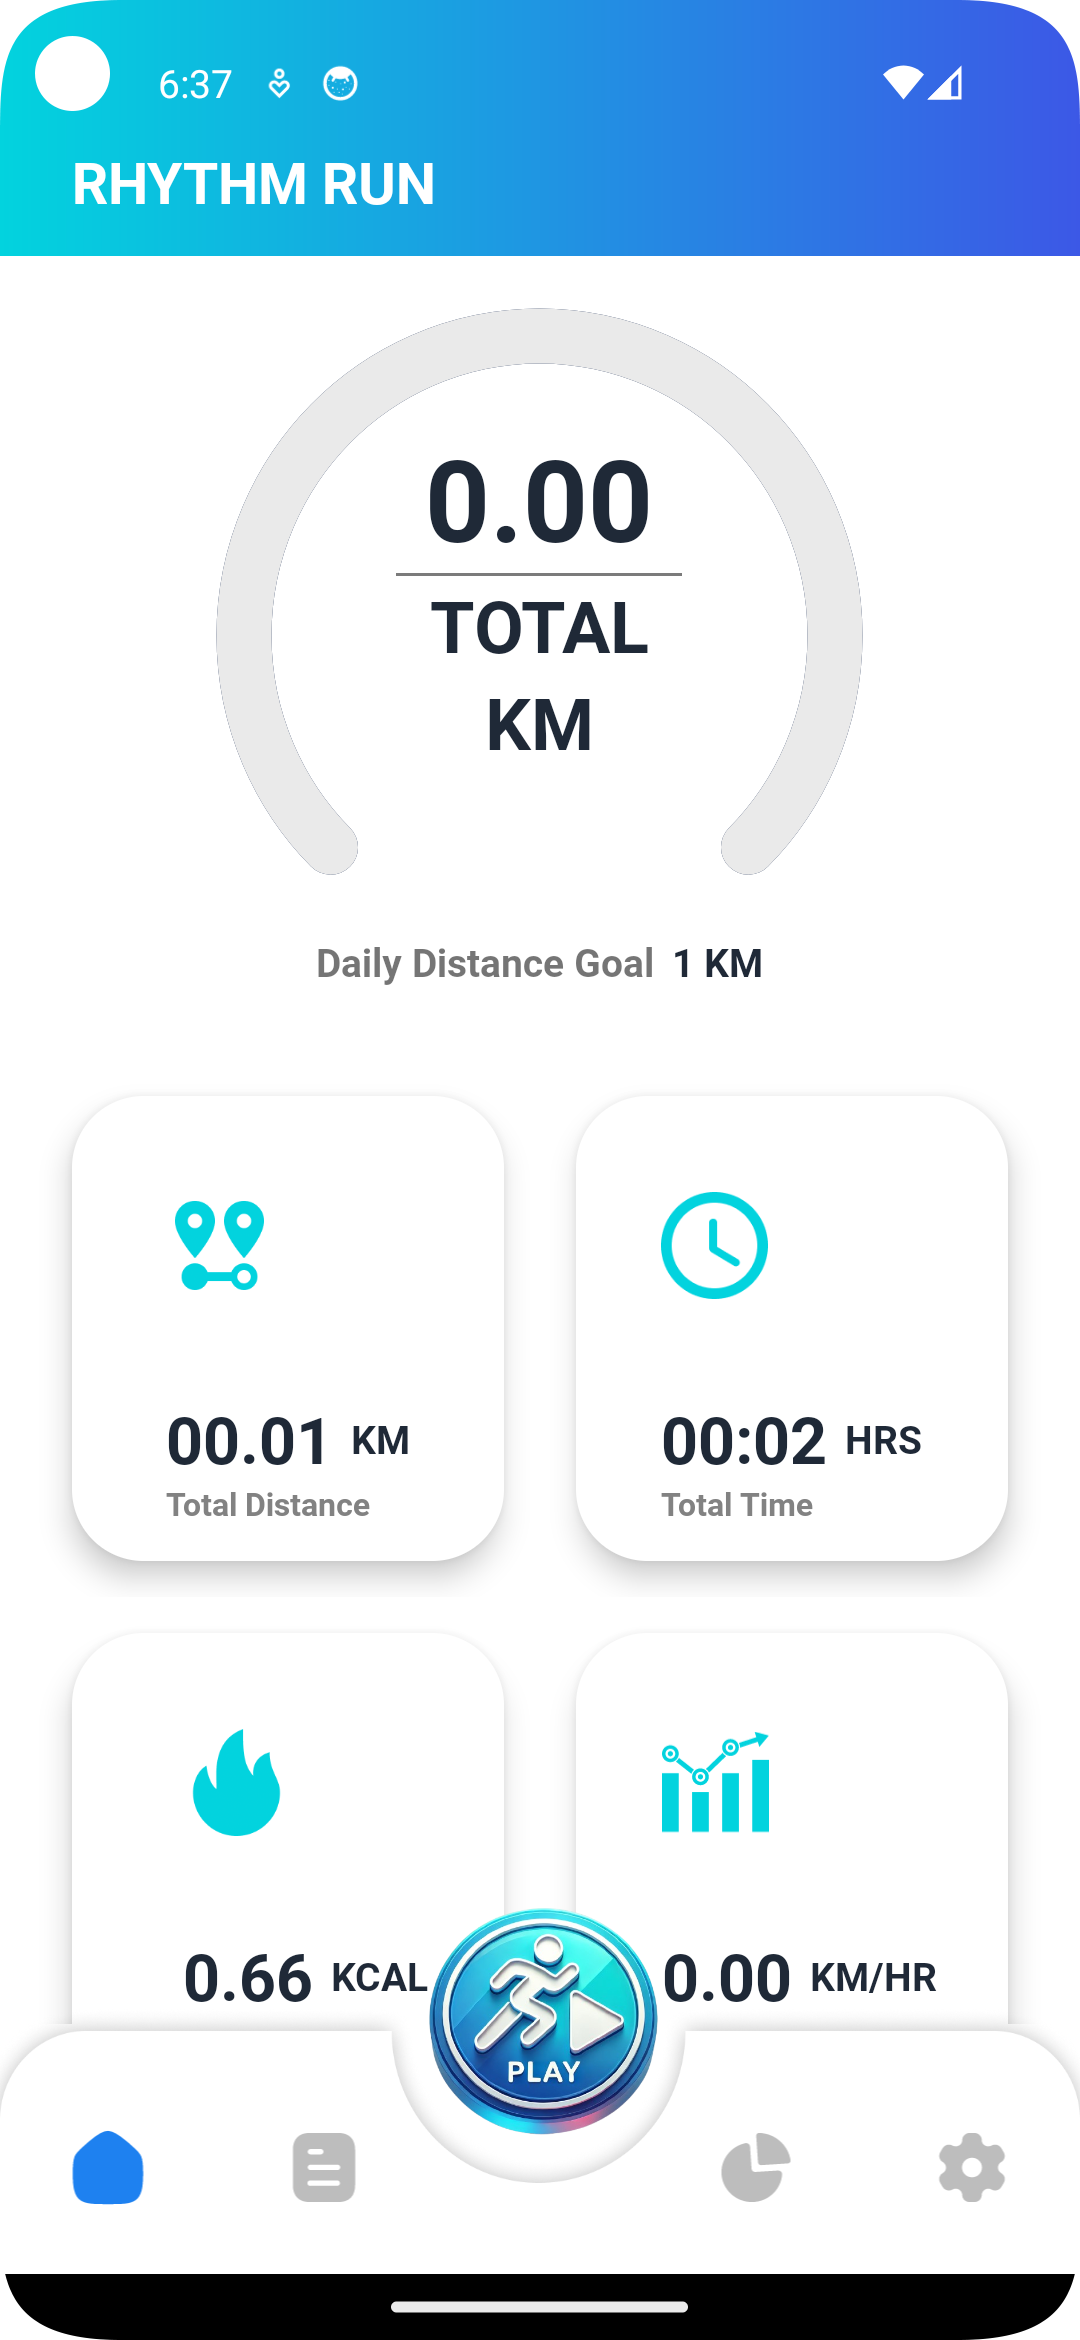 6:37
RHYTHM RUN
0.00
TOTAL
KM
Daily Distance Goal 1 KM
00.01 KM
Total Distance
00:02 HRS
Total Time
0.66 KCAL
0.00 KM/HR
PLAY